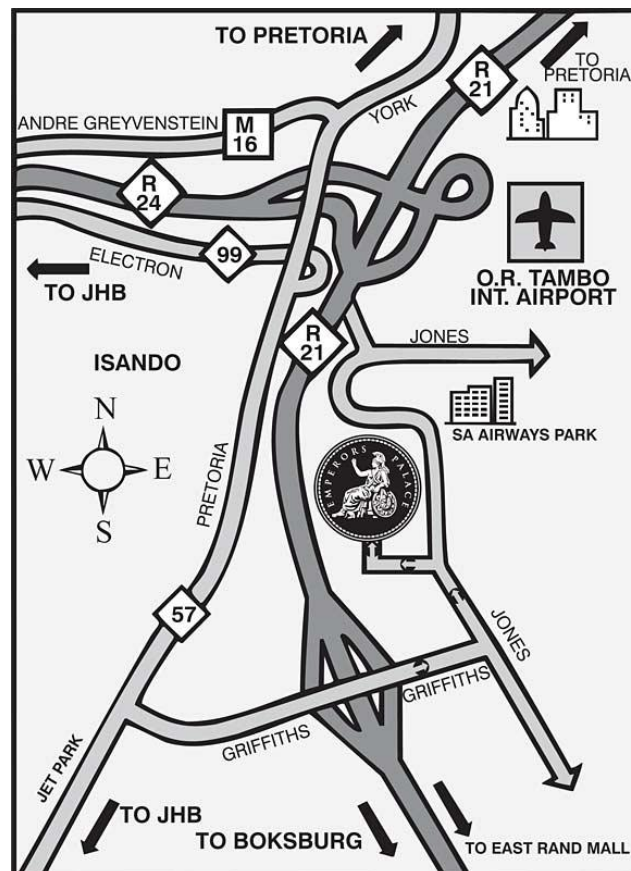 TO PRETORIA
R
21
TO
PRETORIA
ANDRE GREYVENSTEIN
M
16
YORK
R
24
99
ELECTRON
TO JHB
O.R. TAMBO
INT. AIRPORT
R
21
JONES
ISANDO
N
W
E
S
SA AIRWAYS PARK
PRETORIA
EMPERORS PALACE
57
JONES
GRIFFITHS
GRIFFITHS
JET PARK
TO JHB
TO BOKSBURG
TO EAST RAND MALL